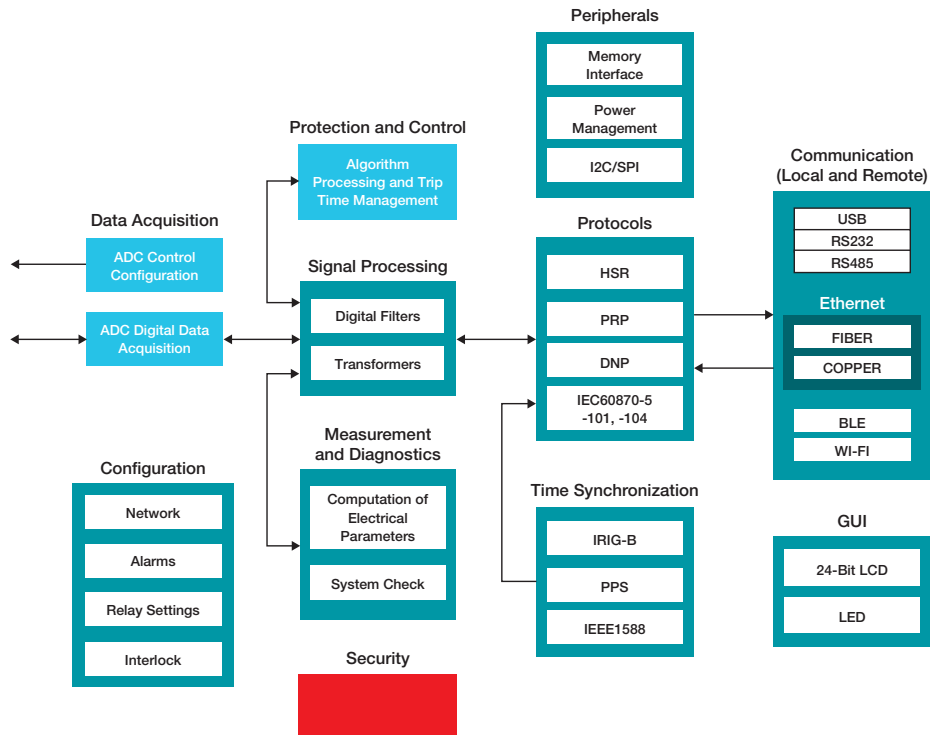 Peripherals
Memory
Interface
Power
Management
I2C/SPI
Protection and Control
Algorithm
Processing and Trip
Time Management
Data Acquisition
ADC Control
Configuration
ADC Digital Data
Acquisition
Signal Processing
Digital Filters
Transformers
Protocols
HSR
PRP
DNP
IEC60870-5
-101, -104
Communication
(Local and Remote)
USB
RS232
RS485
Ethernet
FIBER
COPPER
BLE
WI-FI
Configuration
Network
Alarms
Relay Settings
Interlock
Measurement
and Diagnostics
Computation of
Electrical
Parameters
System Check
Time Synchronization
IRIG-B
PPS
IEEE1588
GUI
24-Bit LCD
LED
Security